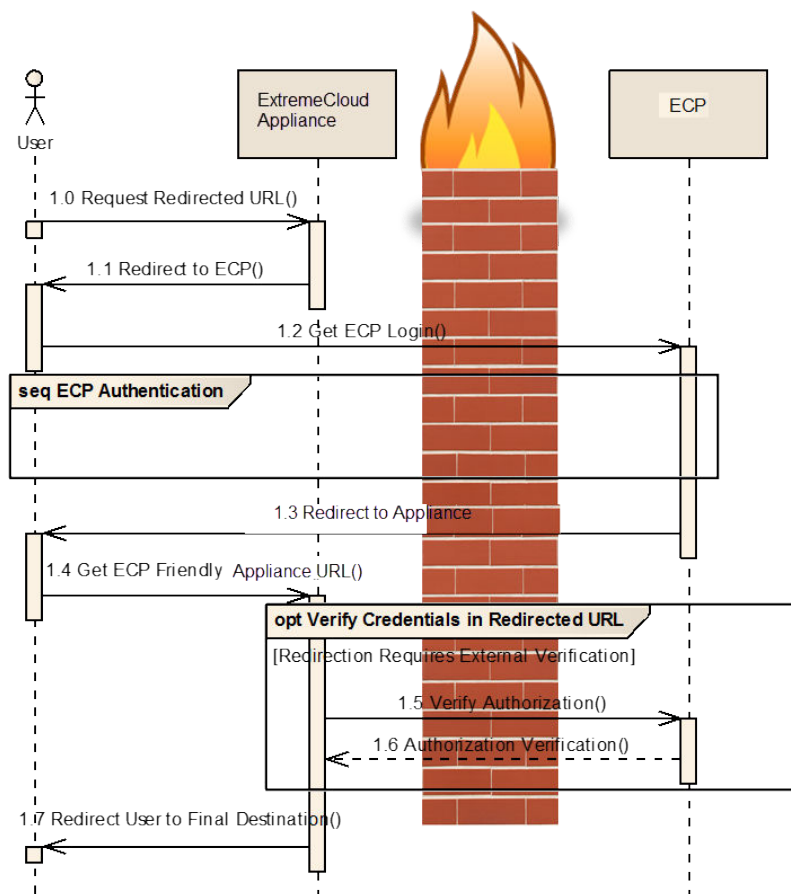 ExtremeCloud
Appliance
ECP
User
1.0 Request Redirected URL()
1.1 Redirect to ECP()
1.2 Get ECP Login()
seq ECP Authentication
1.3 Redirect to Appliance
1.4 Get ECP Friendly Appliance URL()
opt Verify Credentials in Redirected URL
[Redirection Requires External Verification]
1.5 Verify Authorization()
1.6 Authorization Verification()
1.7 Redirect User to Final Destination()